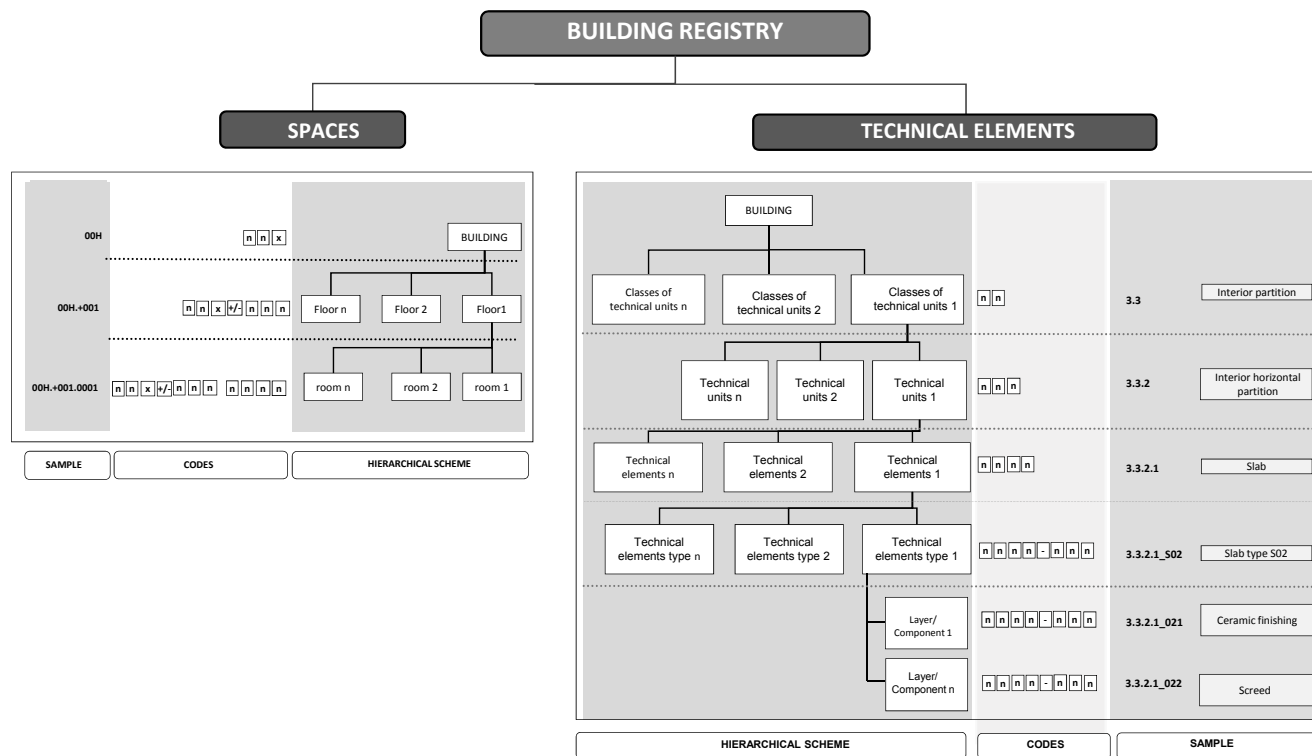 BUILDING REGISTRY
SPACES
TECHNICAL ELEMENTS
00H
n n x
BUILDING
00H.+001
n n x +/- n n n
Floor n
Floor 2
Floor1
00H.+001.0001
n n x +/- n n n n n n n
room n
room 2
room 1
SAMPLE
CODES
HIERARCHICAL SCHEME
BUILDING
Classes of
technical units n
Classes of
technical units 2
Classes of
technical units 1
n n
3.3
Interior partition
Technical
units n
Technical
units 2
Technical
units 1
n n n
3.3.2
Interior horizontal
partition
Technical
elements n
Technical
elements 2
Technical
elements 1
n n n n
3.3.2.1
Slab
Technical
elements type n
Technical
elements type 2
Technical
elements type 1
n n n n - n n n
3.3.2.1_S02
Slab type S02
Layer/
Component 1
n n n n - n n n
3.3.2.1_021
Ceramic finishing
Layer/
Component n
n n n n - n n n
3.3.2.1_022
Screed
HIERARCHICAL SCHEME
CODES
SAMPLE